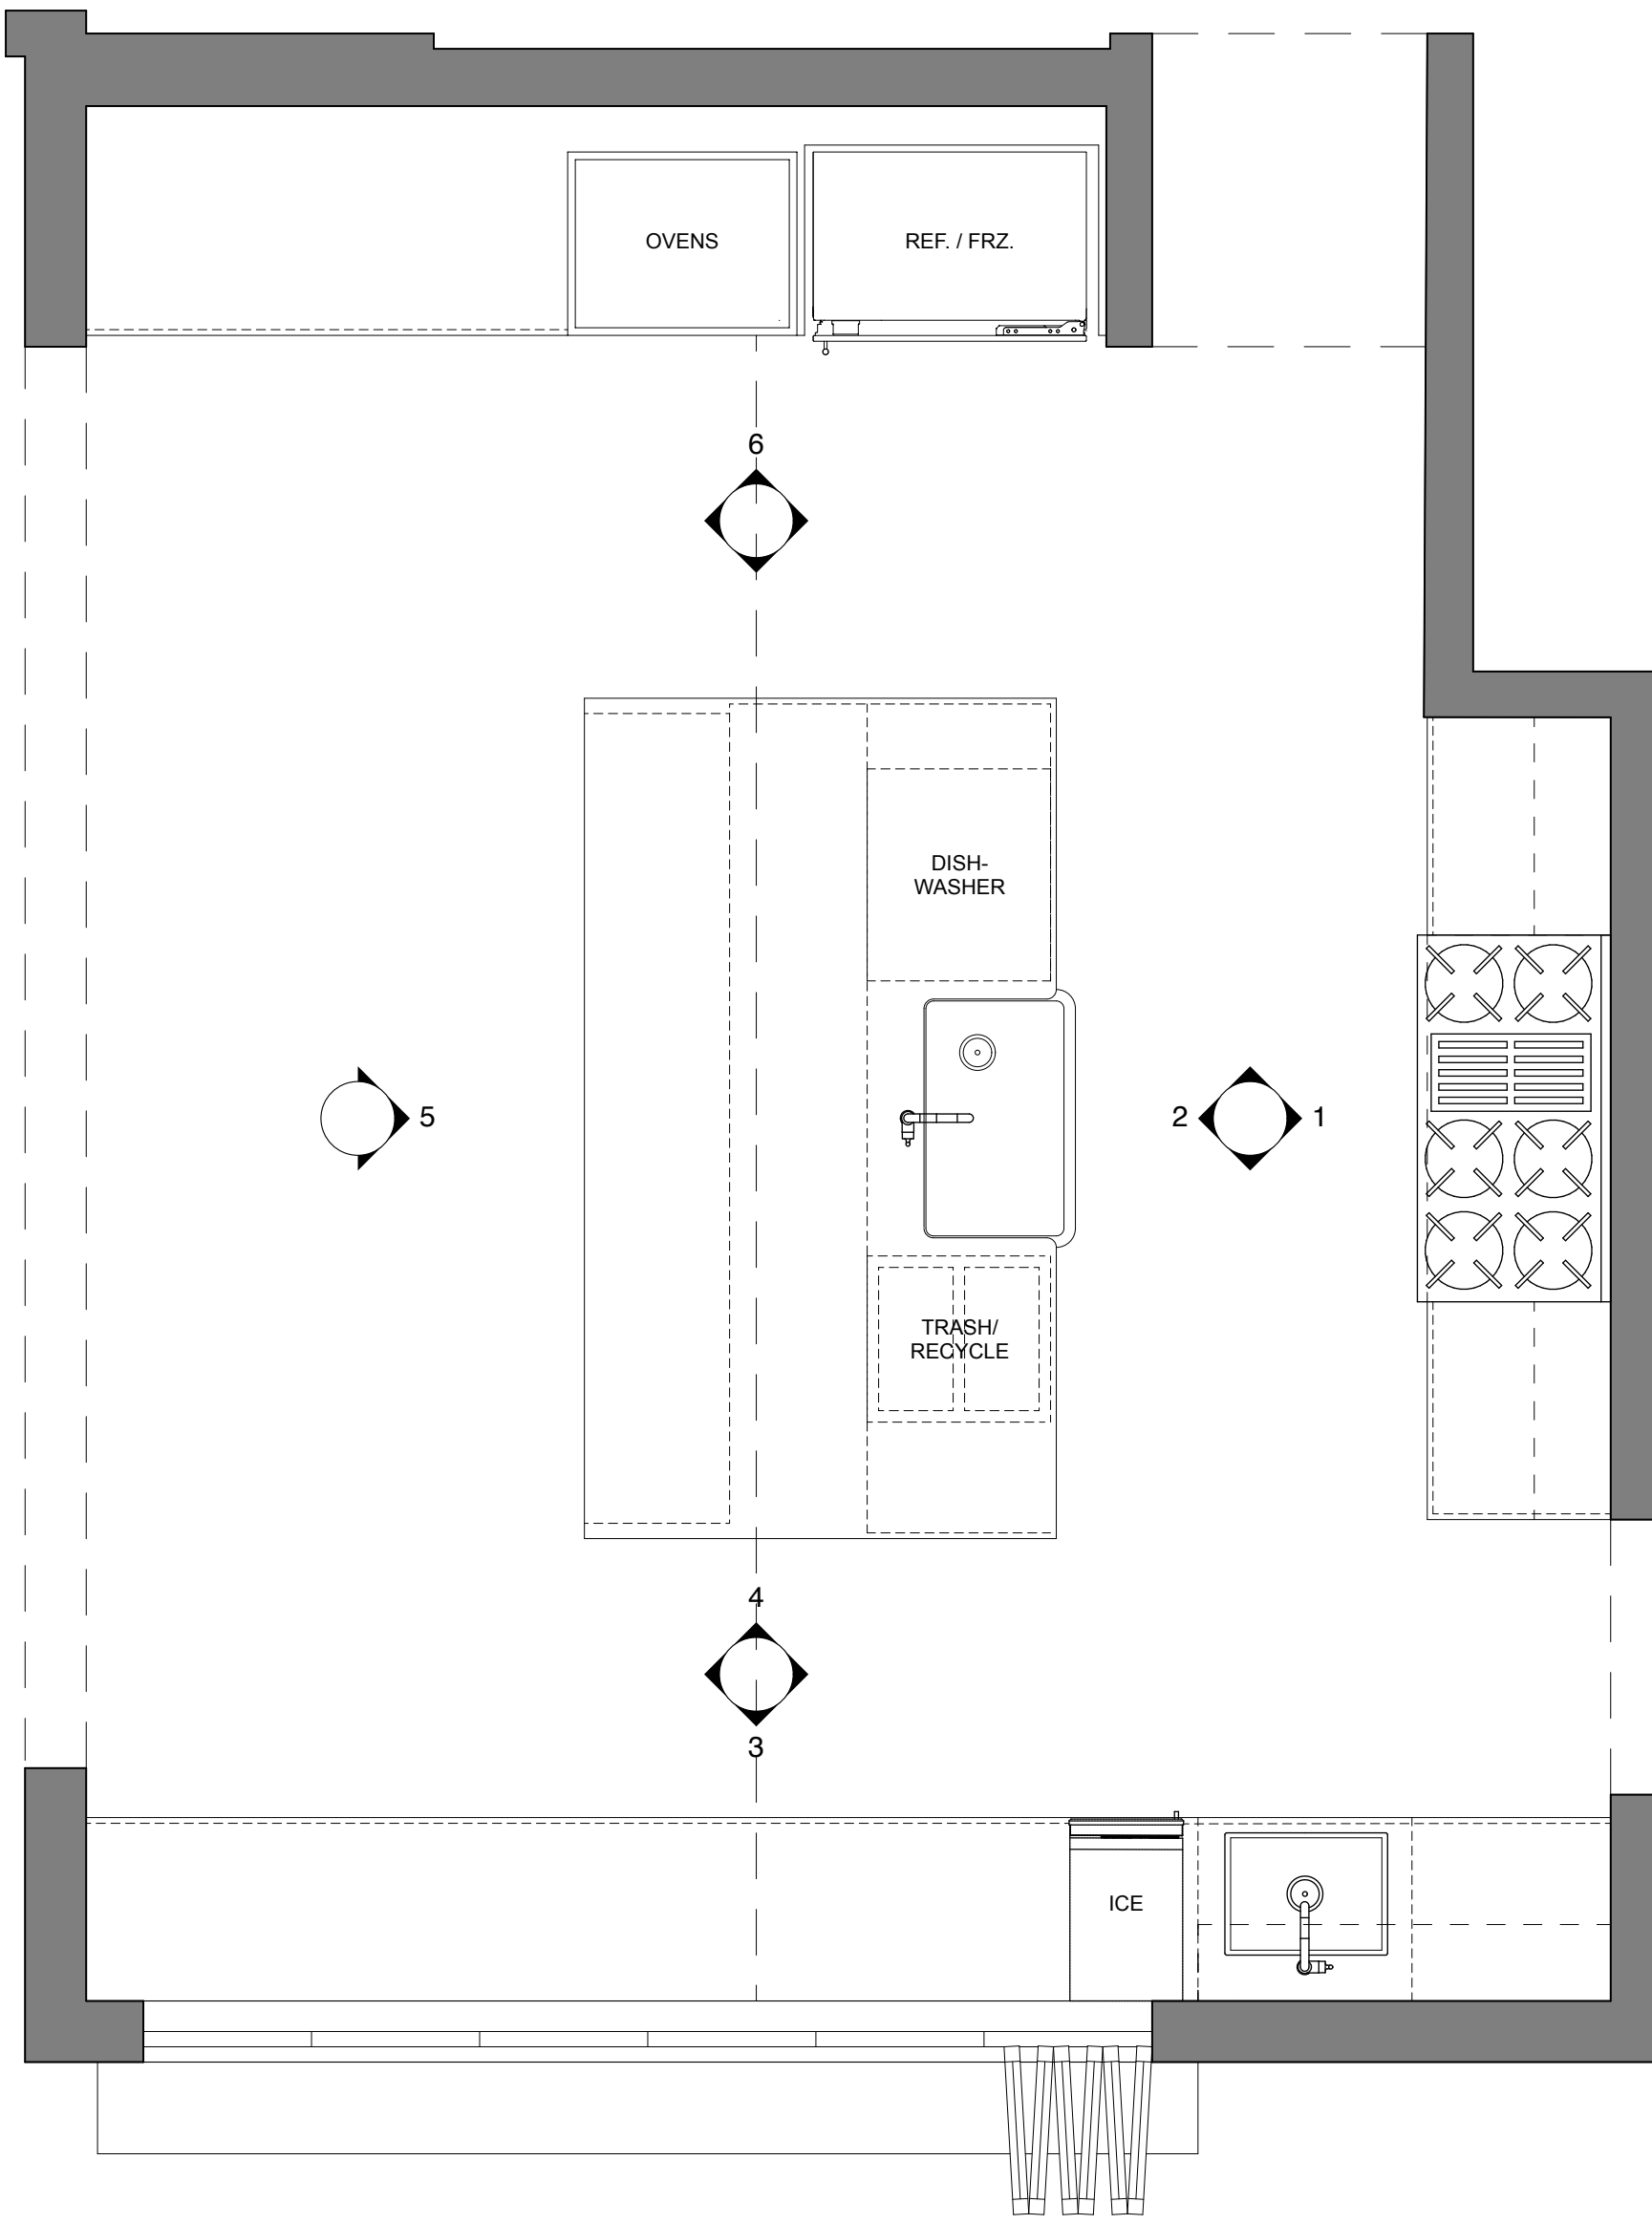 OVENS
REF. / FRZ.
6
DISH-
WASHER
5
2
1
TRASH/
RECYCLE
4
3
ICE